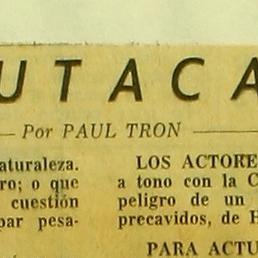 UTACA
Por PAUL TRON
aturaleza.
ro; o que
cuestión
par pesa-
LOS ACTORE
a tono con la C
peligro de un
precavidos, de H
PARA ACTU